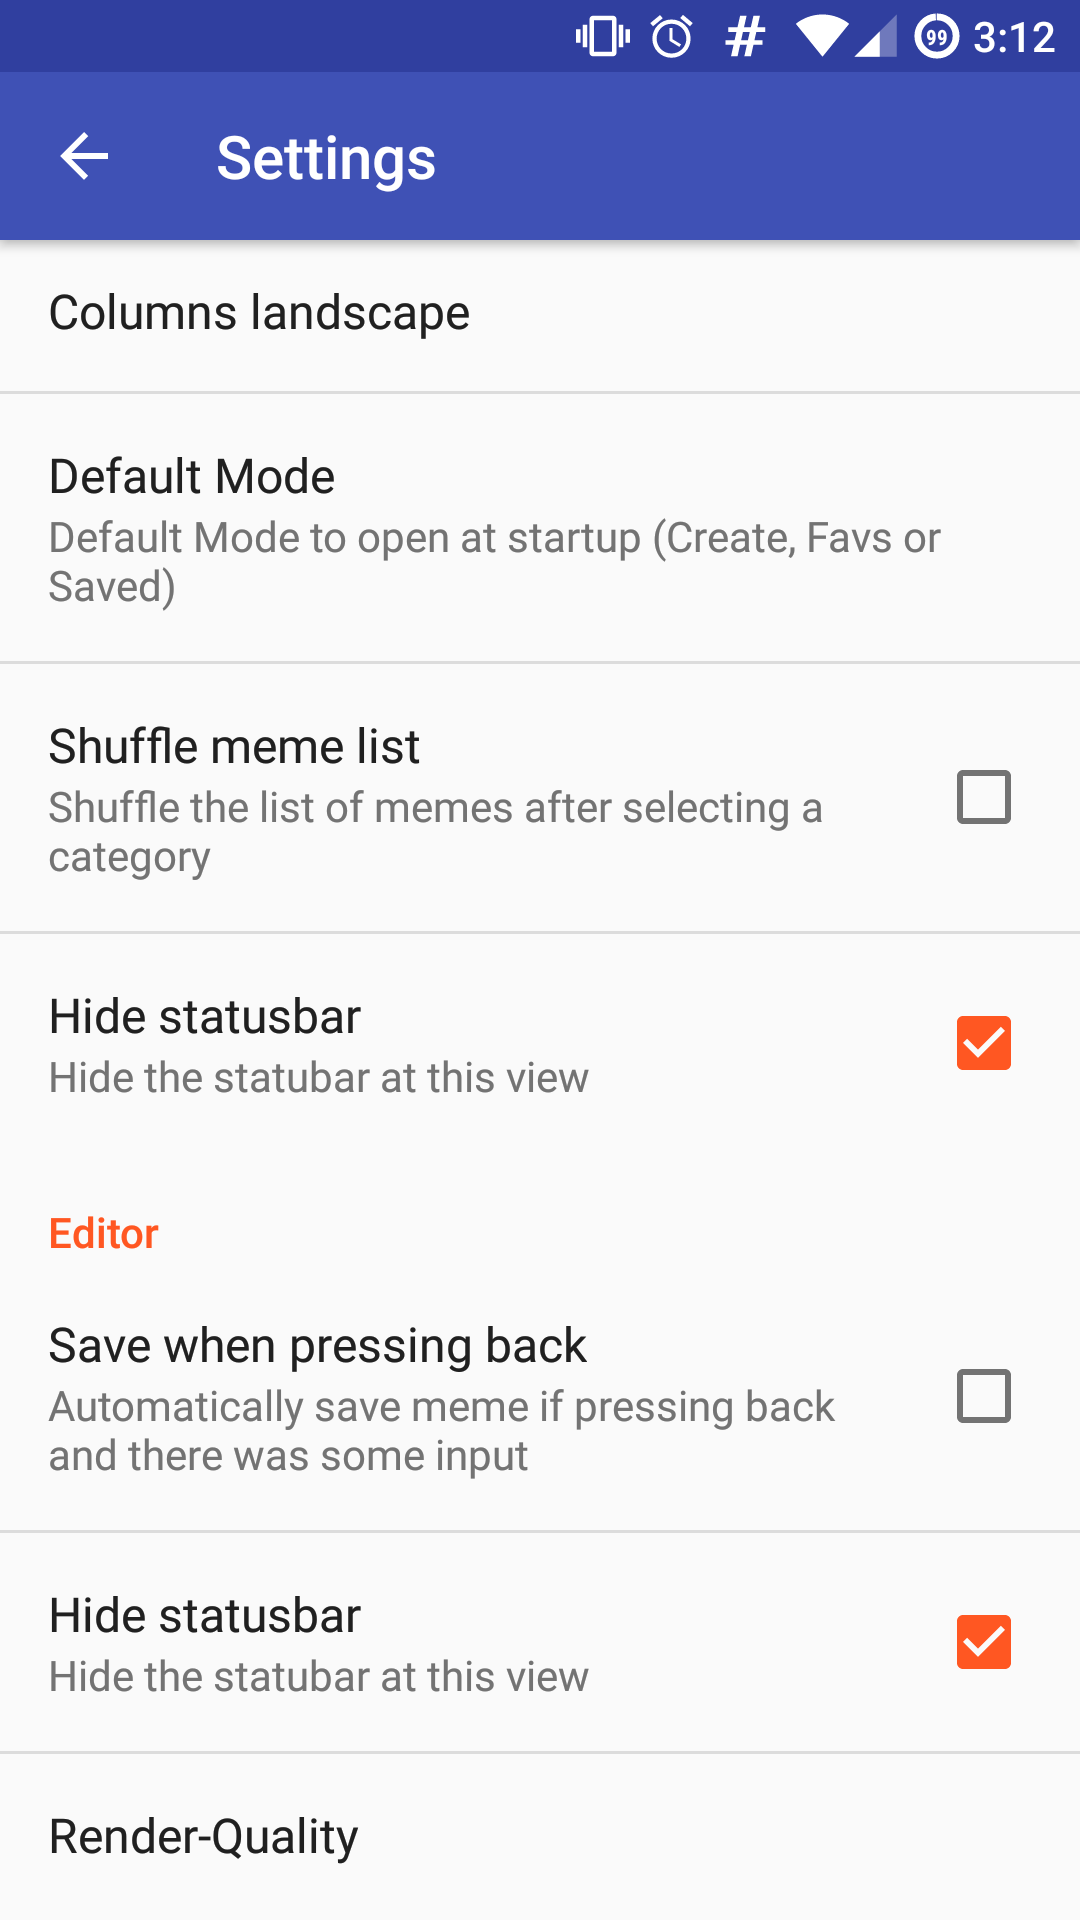 # 99 3:12
Settings
Columns landscape
Default Mode
Default Mode to open at startup (Create, Favs or
Saved)
Shuffle meme list
Shuffle the list of memes after selecting a
category
Hide statusbar
Hide the statubar at this view
Editor
Save when pressing back
Automatically save meme if pressing back
and there was some input
Hide statusbar
Hide the statubar at this view
Render-Quality